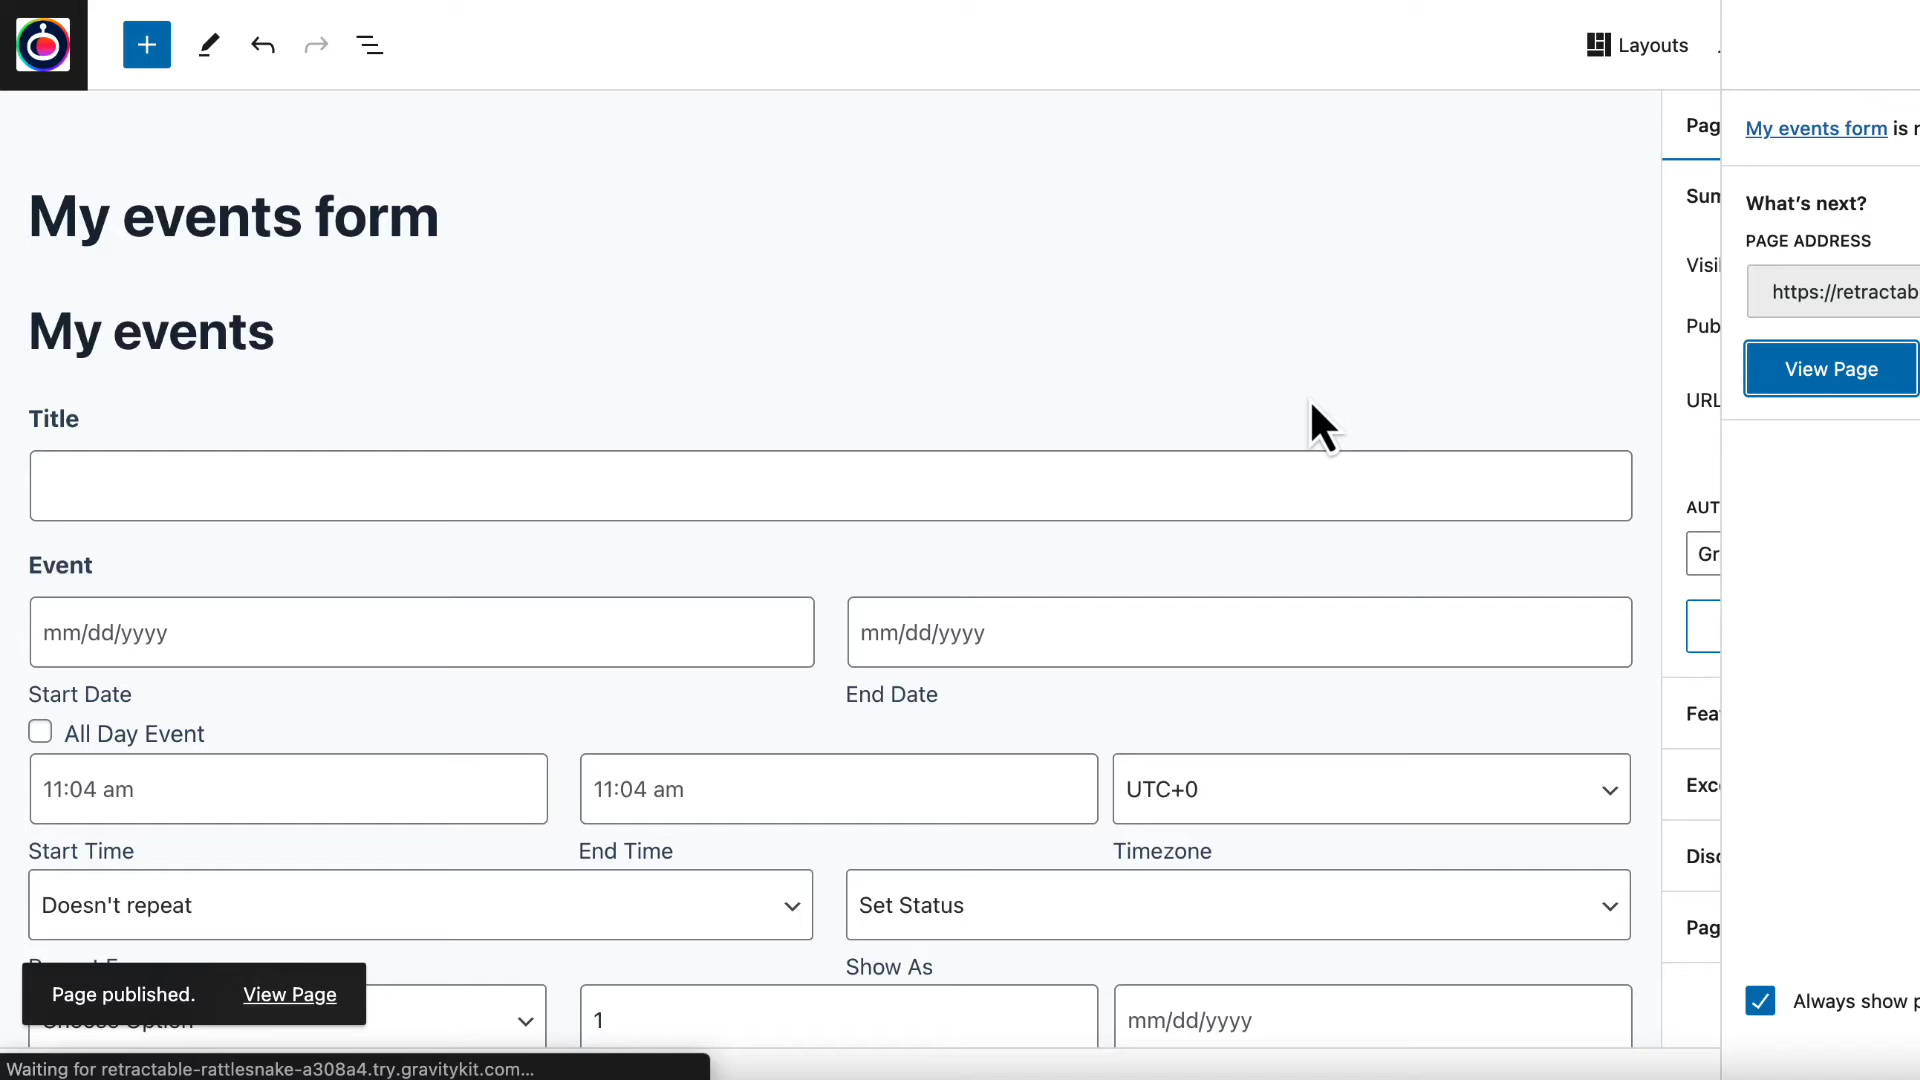 Layouts
My events form
My events
Title
Event
mm/dd/yyyy
mm/dd/yyyy
Start Date
End Date
All Day Event
11:04 am
11:04 am
UTC+0
Start Time
End Time
Timezone
Doesn't repeat
Set Status
Show As
1
mm/dd/yyyy
Page published. View Page
Waiting for retractable-rattlesnake-a308a4.try.gravitykit.com...
Pag
Sum
Visi
Pub
URL
AUT
Gr
Fea
Exc
Disc
Pag
My events form is
What's next?
PAGE ADDRESS
https://retractab
View Page
Always show p